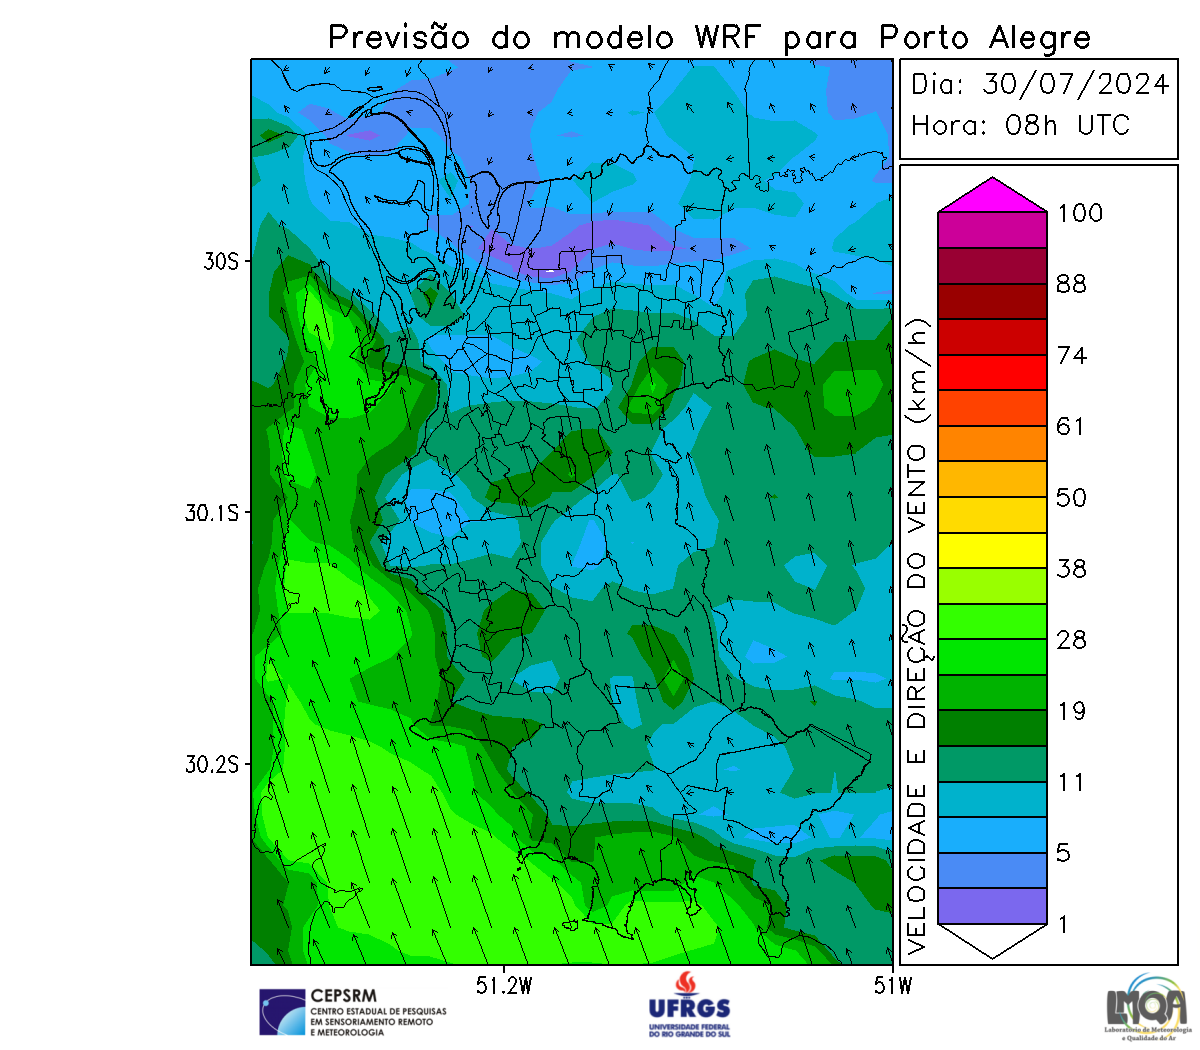 Previsão do modelo WRF para Porto Alegre
Dia: 30/07/2024
Hora: 08h UTC
30S
30.1S
30.2S
51.2W
51W
VELOCIDADE E DIREÇÃO DO VENTO (km/h)
100
88
74
61
50
38
28
19
11
5
1
CEPSRM
CENTRO ESTADUAL DE PESQUISAS
EM SENSORIAMENTO REMOTO
E METEOROLOGIA
UFRGS
UNIVERSIDADE FEDERAL
DO RIO GRANDE DO SUL
LMQA
Laboratório de Meteorologia
e Qualidade do Ar